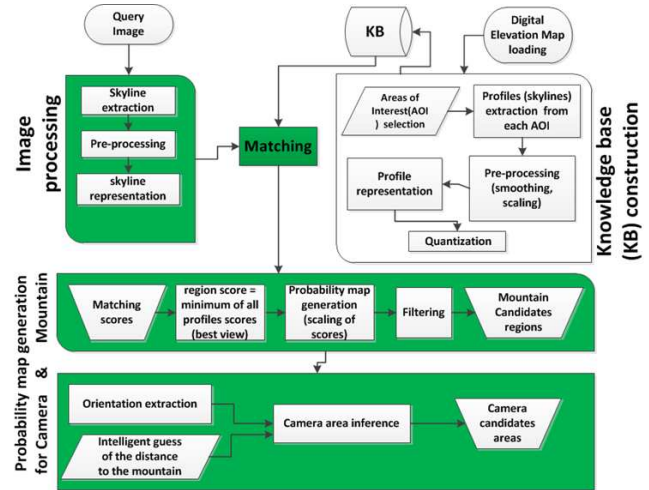 Query
Image
KB
Digital
Elevation Map
loading
Image
processing
Skyline
extraction
Pre-processing
skyline
representation
Matching
Areas of
Interest(AOI
) selection
Profiles (skylines)
extraction from
each AOI
Profile
representation
Pre-processing
(smoothing,
scaling)
Quantization
Knowledge base
(KB) construction
Probability map generation
for Camera & Mountain
Matching
scores
region score =
minimum of all
profiles scores
(best view)
Probability map
generation
(scaling of
scores)
Filtering
Mountain
Candidates
regions
Orientation extraction
Intelligent guess
of the distance
to the mountain
Camera area inference
Camera
candidates
areas